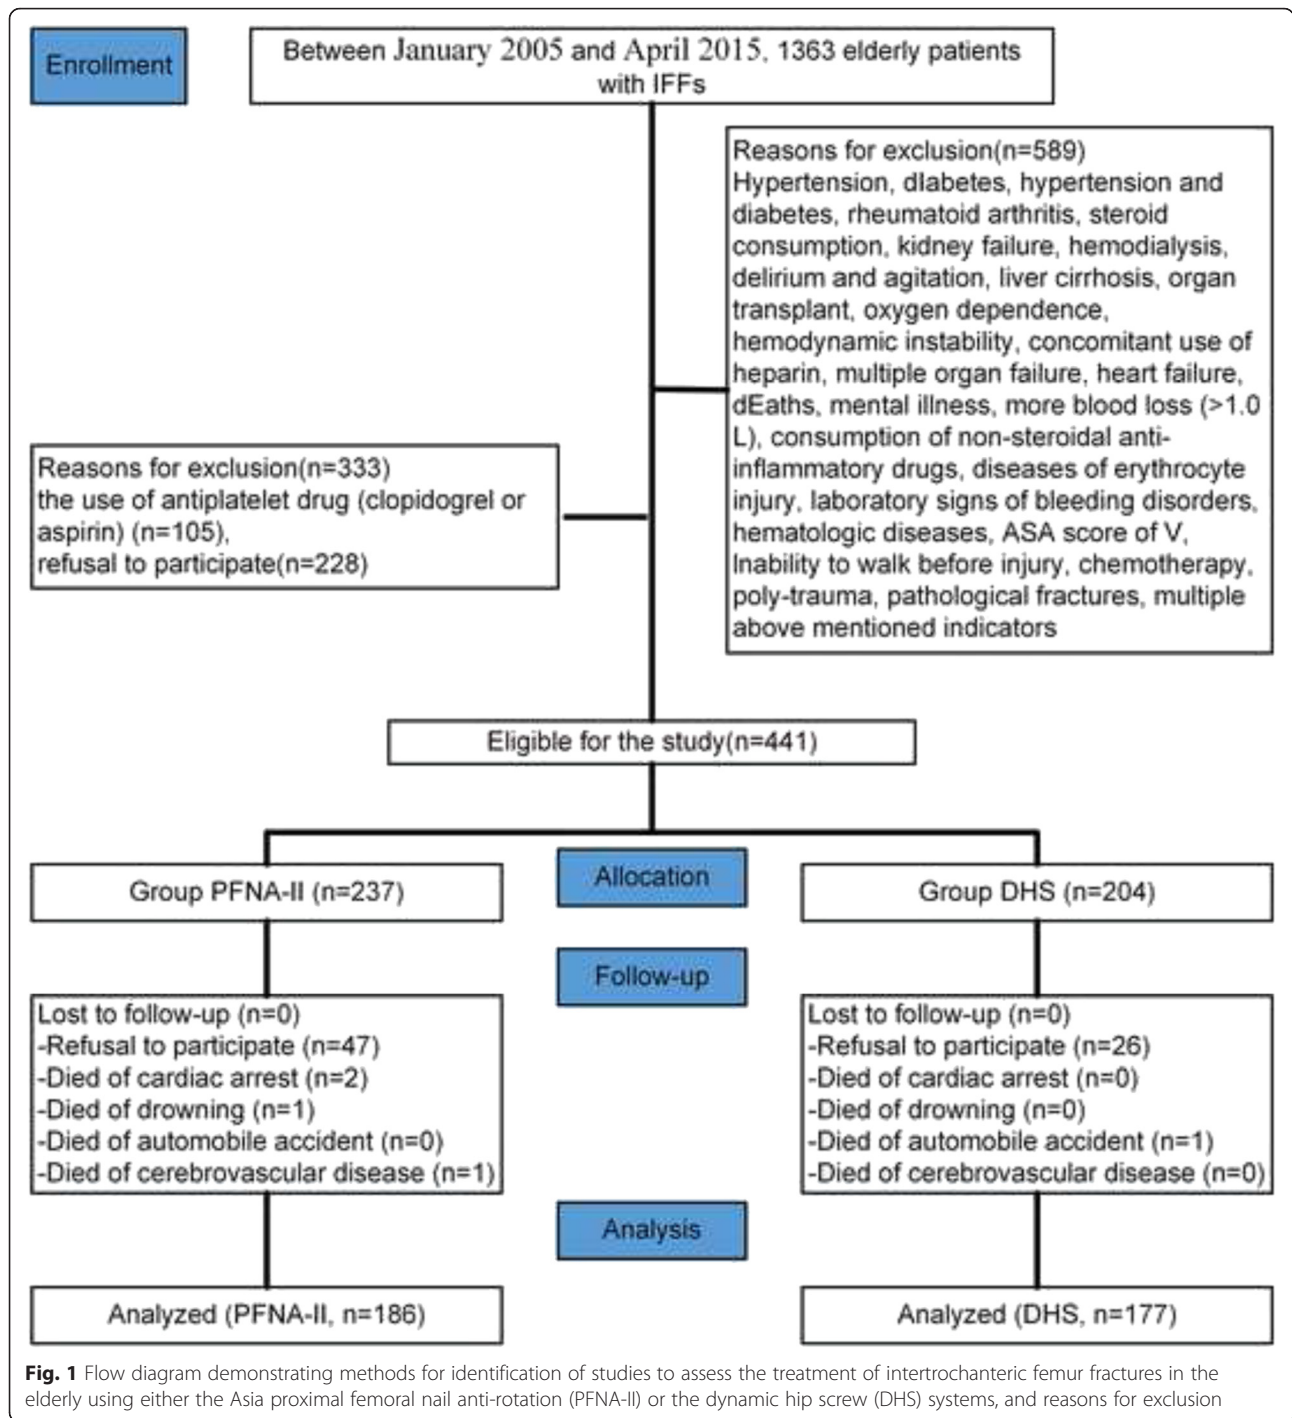 Enrollment
Between January 2005 and April 2015, 1363 elderly patients
with IFFs
Reasons for exclusion(n=589)
Hypertension, dIabetes, hypertension and
diabetes, rheumatoid arthritis, steroid
consumption, kidney failure, hemodialysis,
delirium and agitation, liver cirrhosis, organ
transplant, oxygen dependence,
hemodynamic instability, concomitant use of
heparin, multiple organ failure, heart failure,
dEaths, mental illness, more blood loss (>1.0
L), consumption of non-steroidal anti-
inflammatory drugs, diseases of erythrocyte
injury, laboratory signs of bleeding disorders,
hematologic diseases, ASA score of V,
Inability to walk before injury, chemotherapy,
poly-trauma, pathological fractures, multiple
above mentioned indicators
Reasons for exclusion(n=333)
the use of antiplatelet drug (clopidogrel or
aspirin) (n=105),
refusal to participate(n=228)
Eligible for the study(n=441)
Allocation
Group PFNA-II (n=237)
Group DHS (n=204)
Follow-up
Lost to follow-up (n=0)
-Refusal to participate (n=47)
-Died of cardiac arrest (n=2)
-Died of drowning (n=1)
-Died of automobile accident (n=0)
-Died of cerebrovascular disease (n=1)
Lost to follow-up (n=0)
-Refusal to participate (n=26)
-Died of cardiac arrest (n=0)
-Died of drowning (n=0)
-Died of automobile accident (n=1)
-Died of cerebrovascular disease (n=0)
Analysis
Analyzed (PFNA-II, n=186)
Analyzed (DHS, n=177)
Fig. 1 Flow diagram demonstrating methods for identification of studies to assess the treatment of intertrochanteric femur fractures in the
elderly using either the Asia proximal femoral nail anti-rotation (PFNA-II) or the dynamic hip screw (DHS) systems, and reasons for exclusion